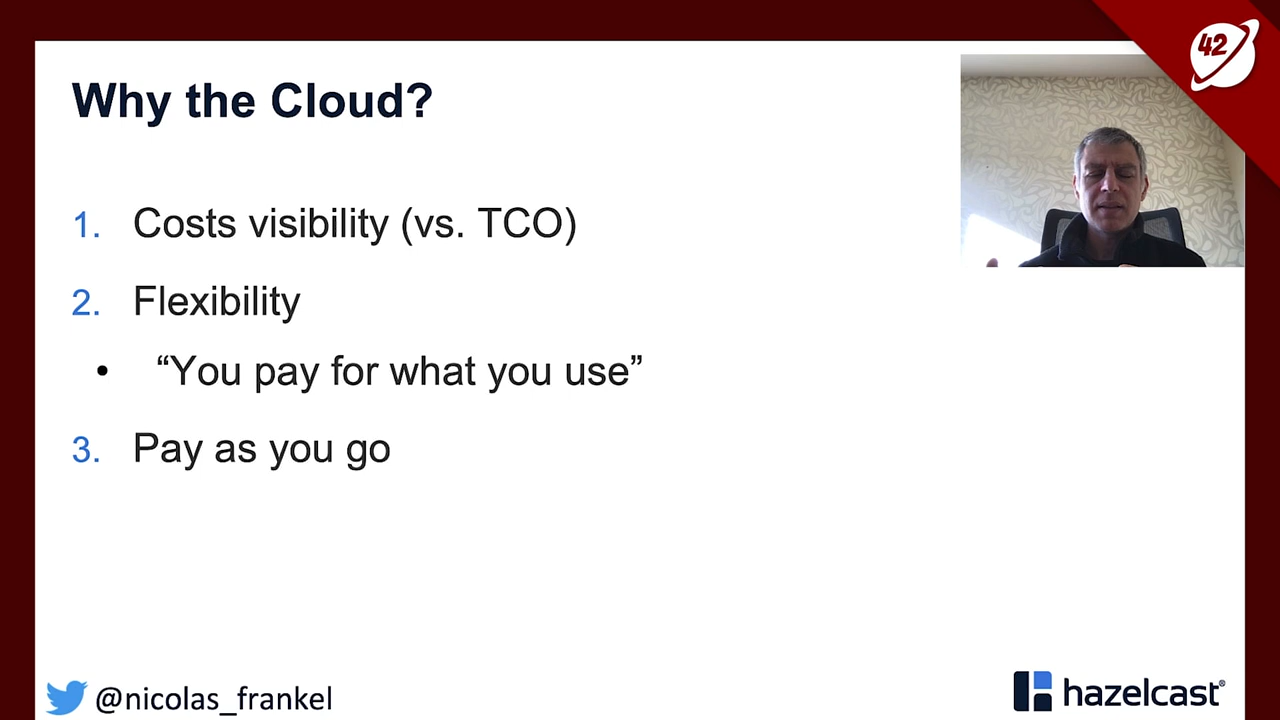 42
Why the Cloud?
1. Costs visibility (vs. TCO)
2. Flexibility
• “You pay for what you use”
3. Pay as you go
@nicolas_frankel
hazelcast®